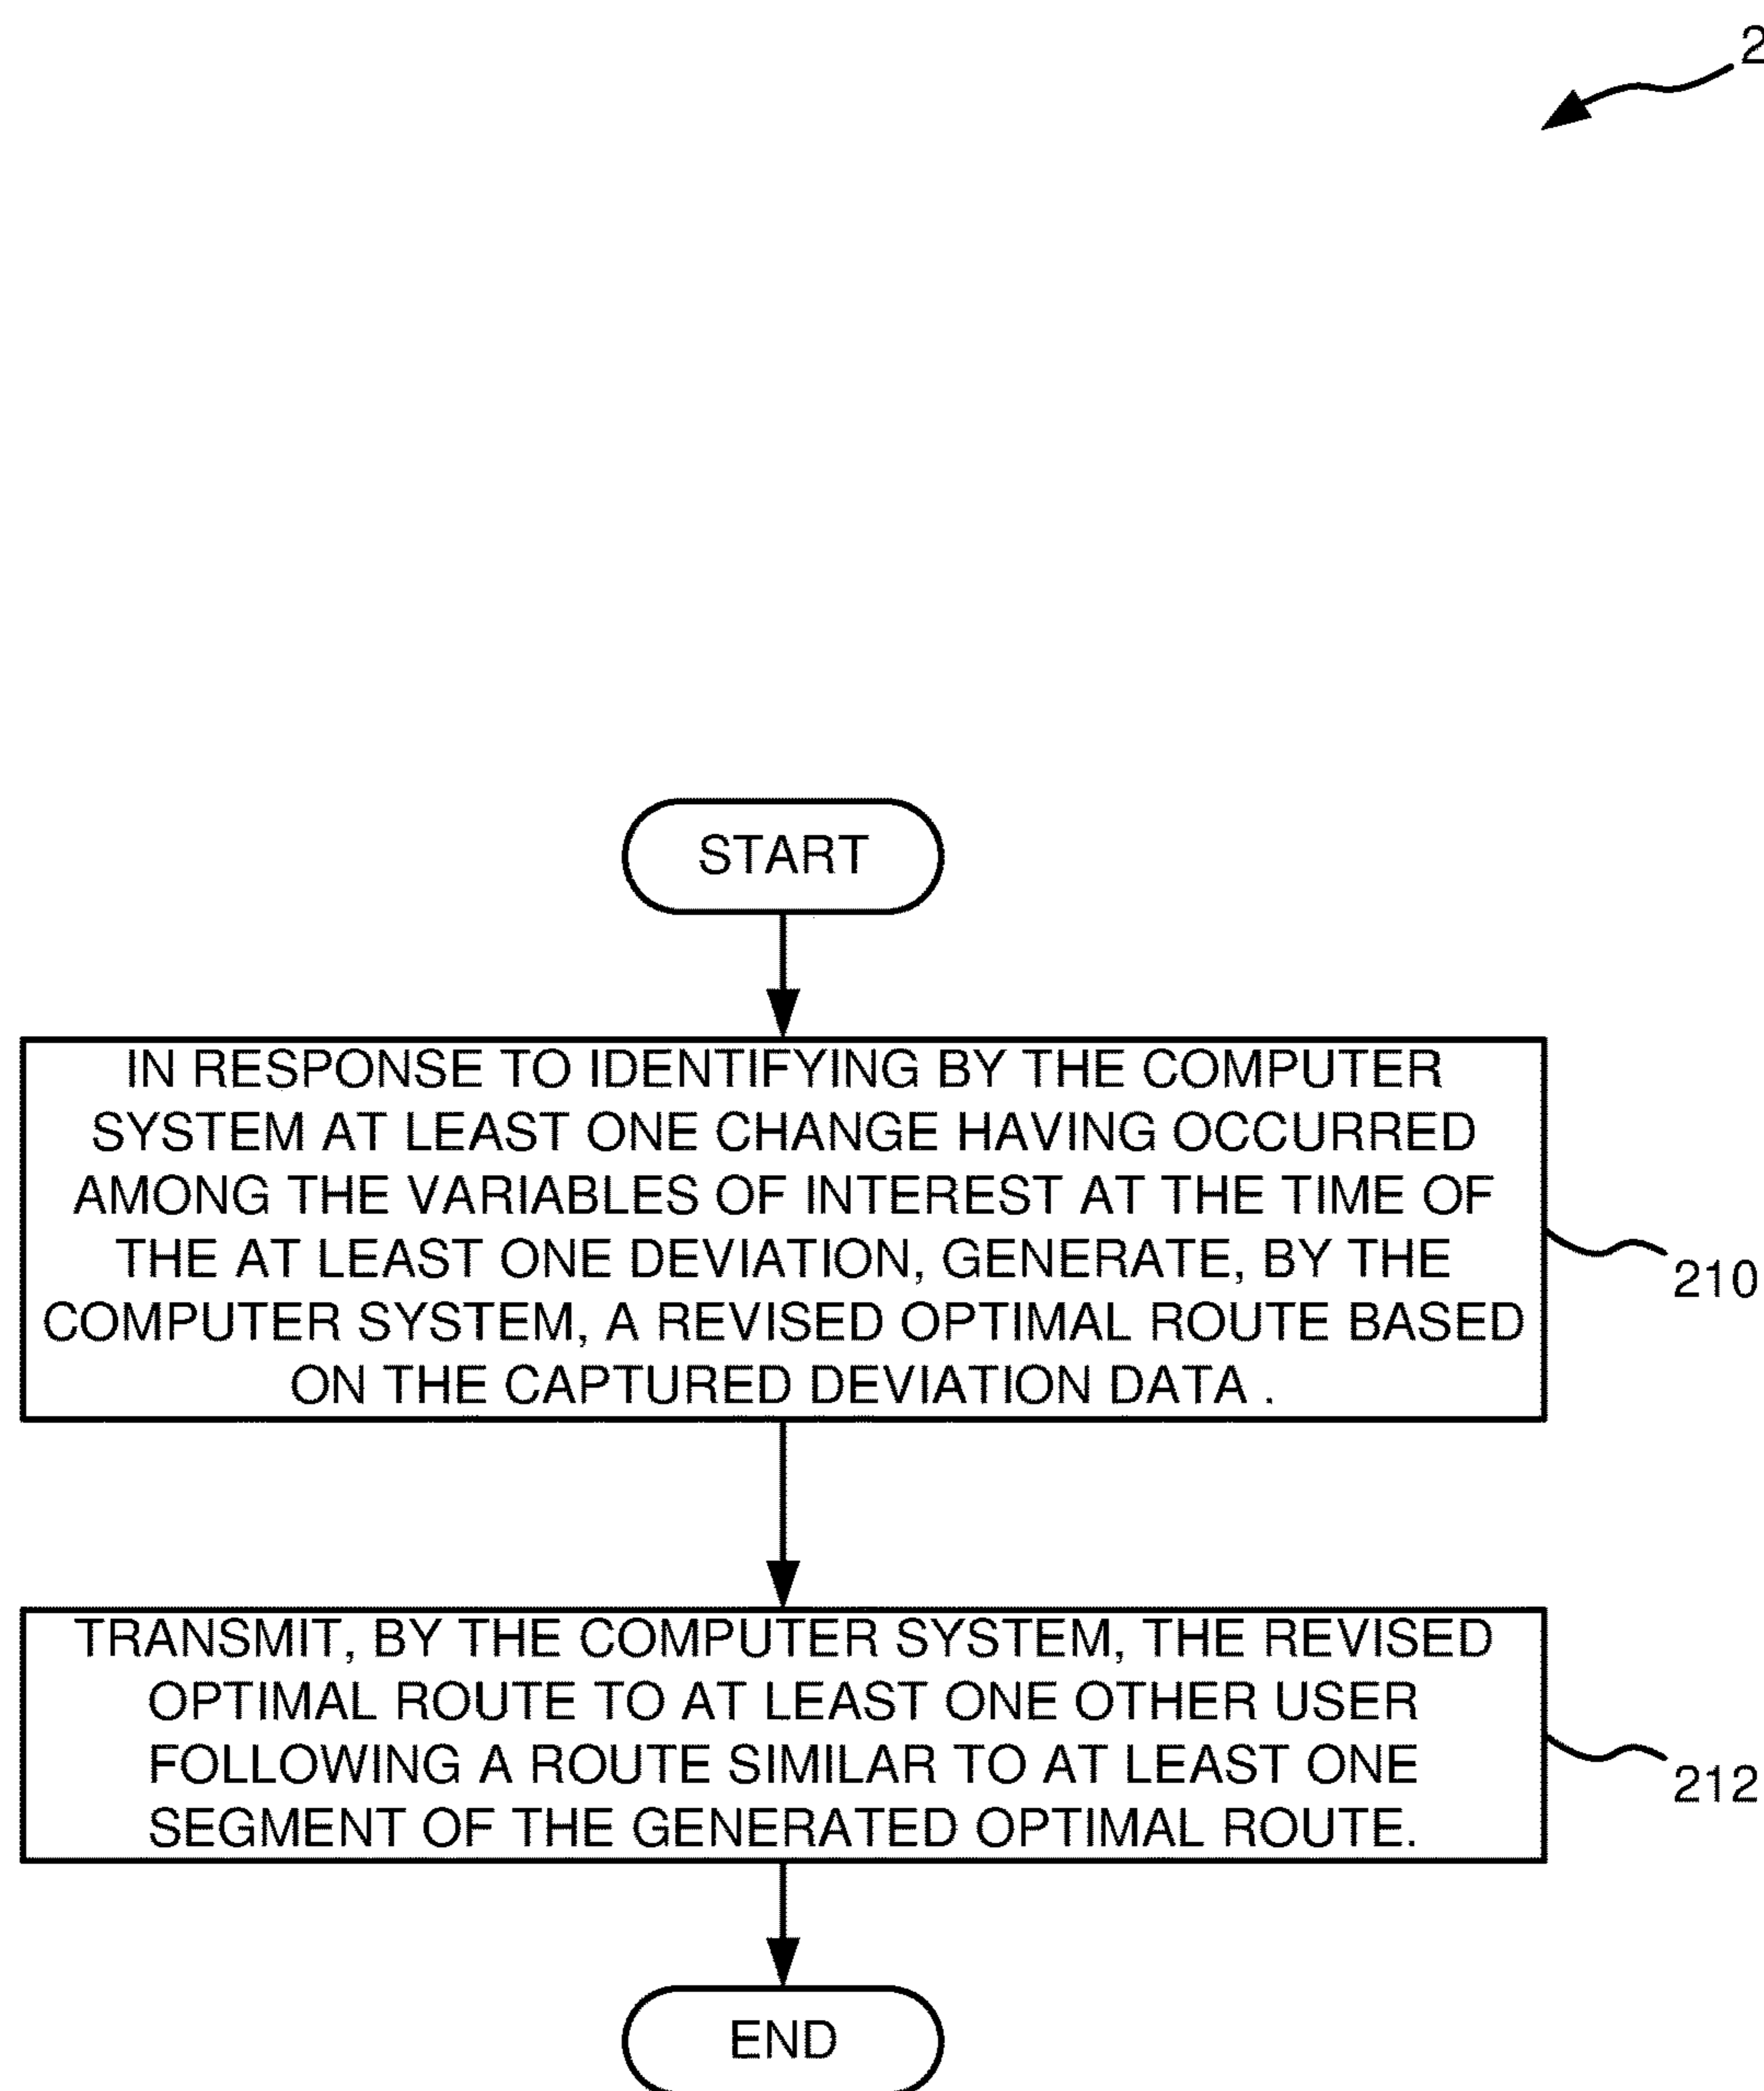 2
START
IN RESPONSE TO IDENTIFYING BY THE COMPUTER
SYSTEM AT LEAST ONE CHANGE HAVING OCCURRED
AMONG THE VARIABLES OF INTEREST AT THE TIME OF
THE AT LEAST ONE DEVIATION, GENERATE, BY THE
COMPUTER SYSTEM, A REVISED OPTIMAL ROUTE BASED
ON THE CAPTURED DEVIATION DATA .
210
TRANSMIT, BY THE COMPUTER SYSTEM, THE REVISED
OPTIMAL ROUTE TO AT LEAST ONE OTHER USER
FOLLOWING A ROUTE SIMILAR TO AT LEAST ONE
SEGMENT OF THE GENERATED OPTIMAL ROUTE.
212
END